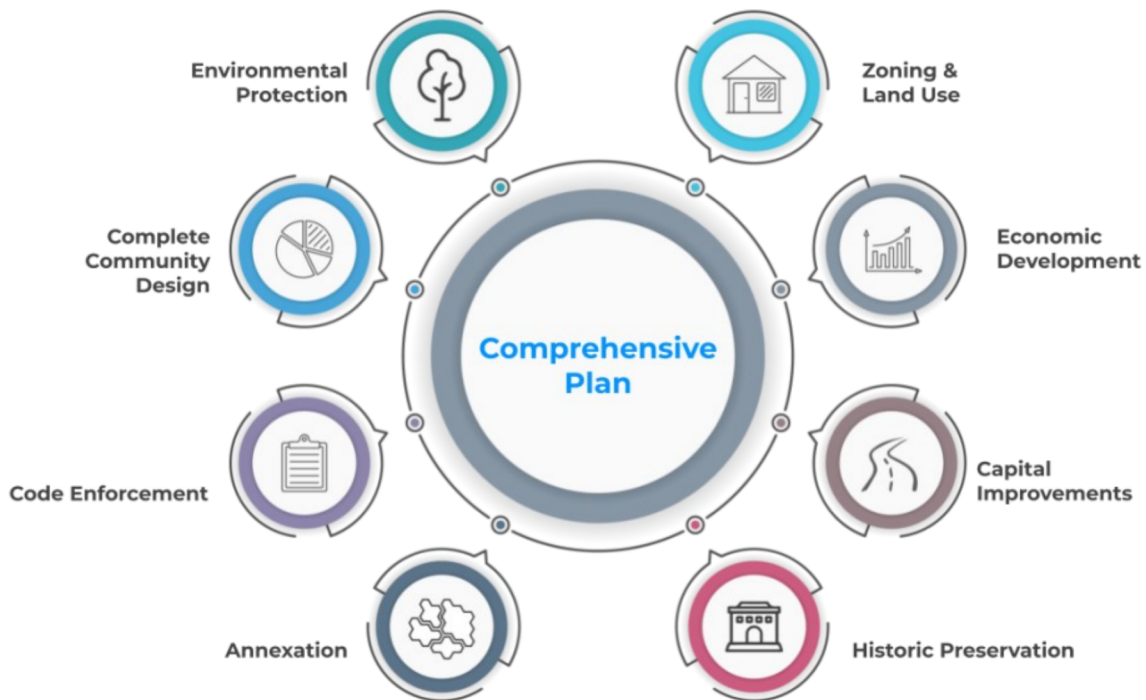 Environmental
Protection
Zoning &
Land Use
Complete
Community
Design
Economic
Development
Comprehensive
Plan
Code Enforcement
Capital
Improvements
Annexation
Historic Preservation